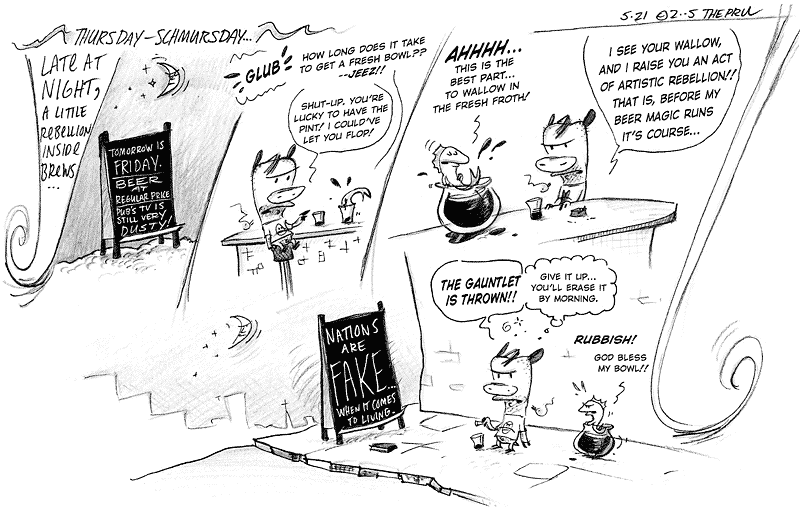 5·21 ©2··5 THE PRU
THURSDAY-SCHMURSDAY...
LATE AT
NIGHT,
A LITTLE
REBELLION
INSIDE
BREWS
...
TOMORROW IS
FRIDAY.
BEER
AT
REGULAR PRICE
PUB'S TV IS
STILL VERY
DUSTY!
GLUB
HOW LONG DOES IT TAKE
TO GET A FRESH BOWL??
--JEEZ!!
SHUT-UP. YOU'RE
LUCKY TO HAVE THE
PINT! I COULD'VE
LET YOU FLOP!
AHHHH...
THIS IS THE
BEST PART...
TO WALLOW IN
THE FRESH FROTH!
I SEE YOUR WALLOW,
AND I RAISE YOU AN ACT
OF ARTISTIC REBELLION!!
THAT IS, BEFORE MY
BEER MAGIC RUNS
IT'S COURSE...
NATIONS
ARE
FAKE...
WHEN IT COMES
TO LIVING.
THE GAUNTLET
IS THROWN!!
GIVE IT UP...
YOU'LL ERASE IT
BY MORNING.
RUBBISH!
GOD BLESS
MY BOWL!!